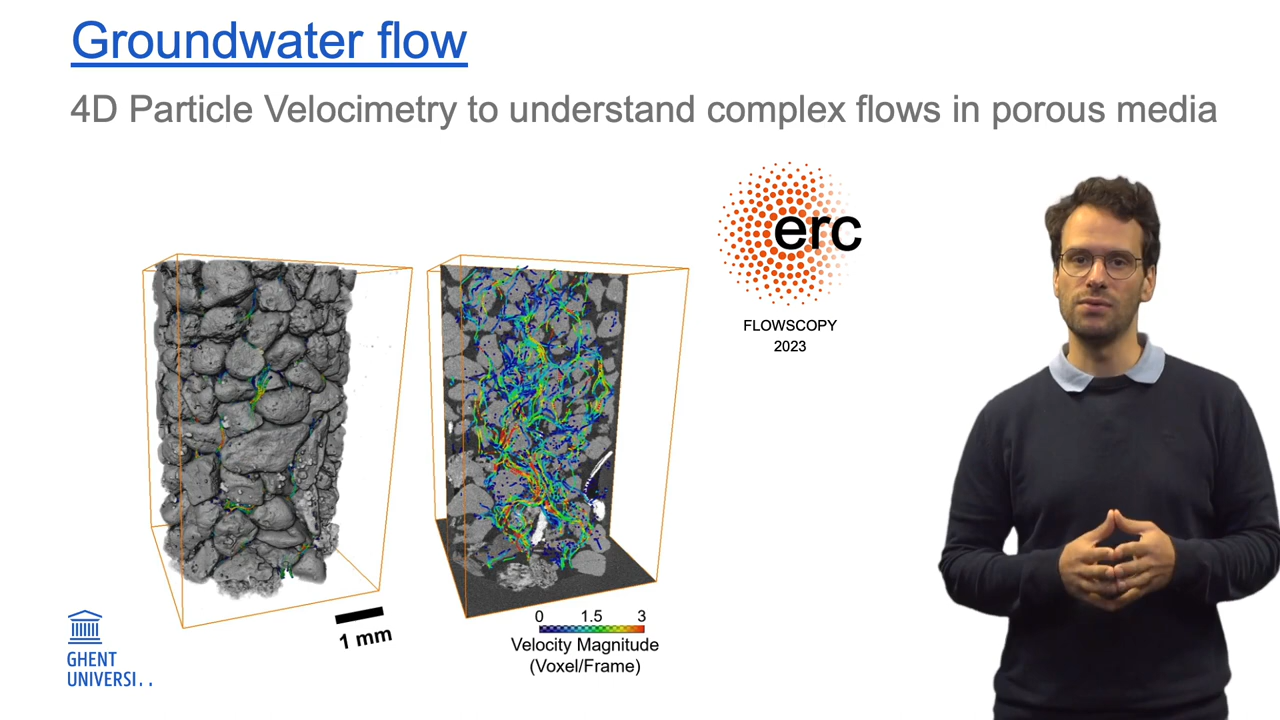 Groundwater flow
4D Particle Velocimetry to understand complex flows in porous media
erc
FLOWSCOPY
2023
1 mm
0 1.5 3
Velocity Magnitude
(Voxel/Frame)
GHENT
UNIVERSI..